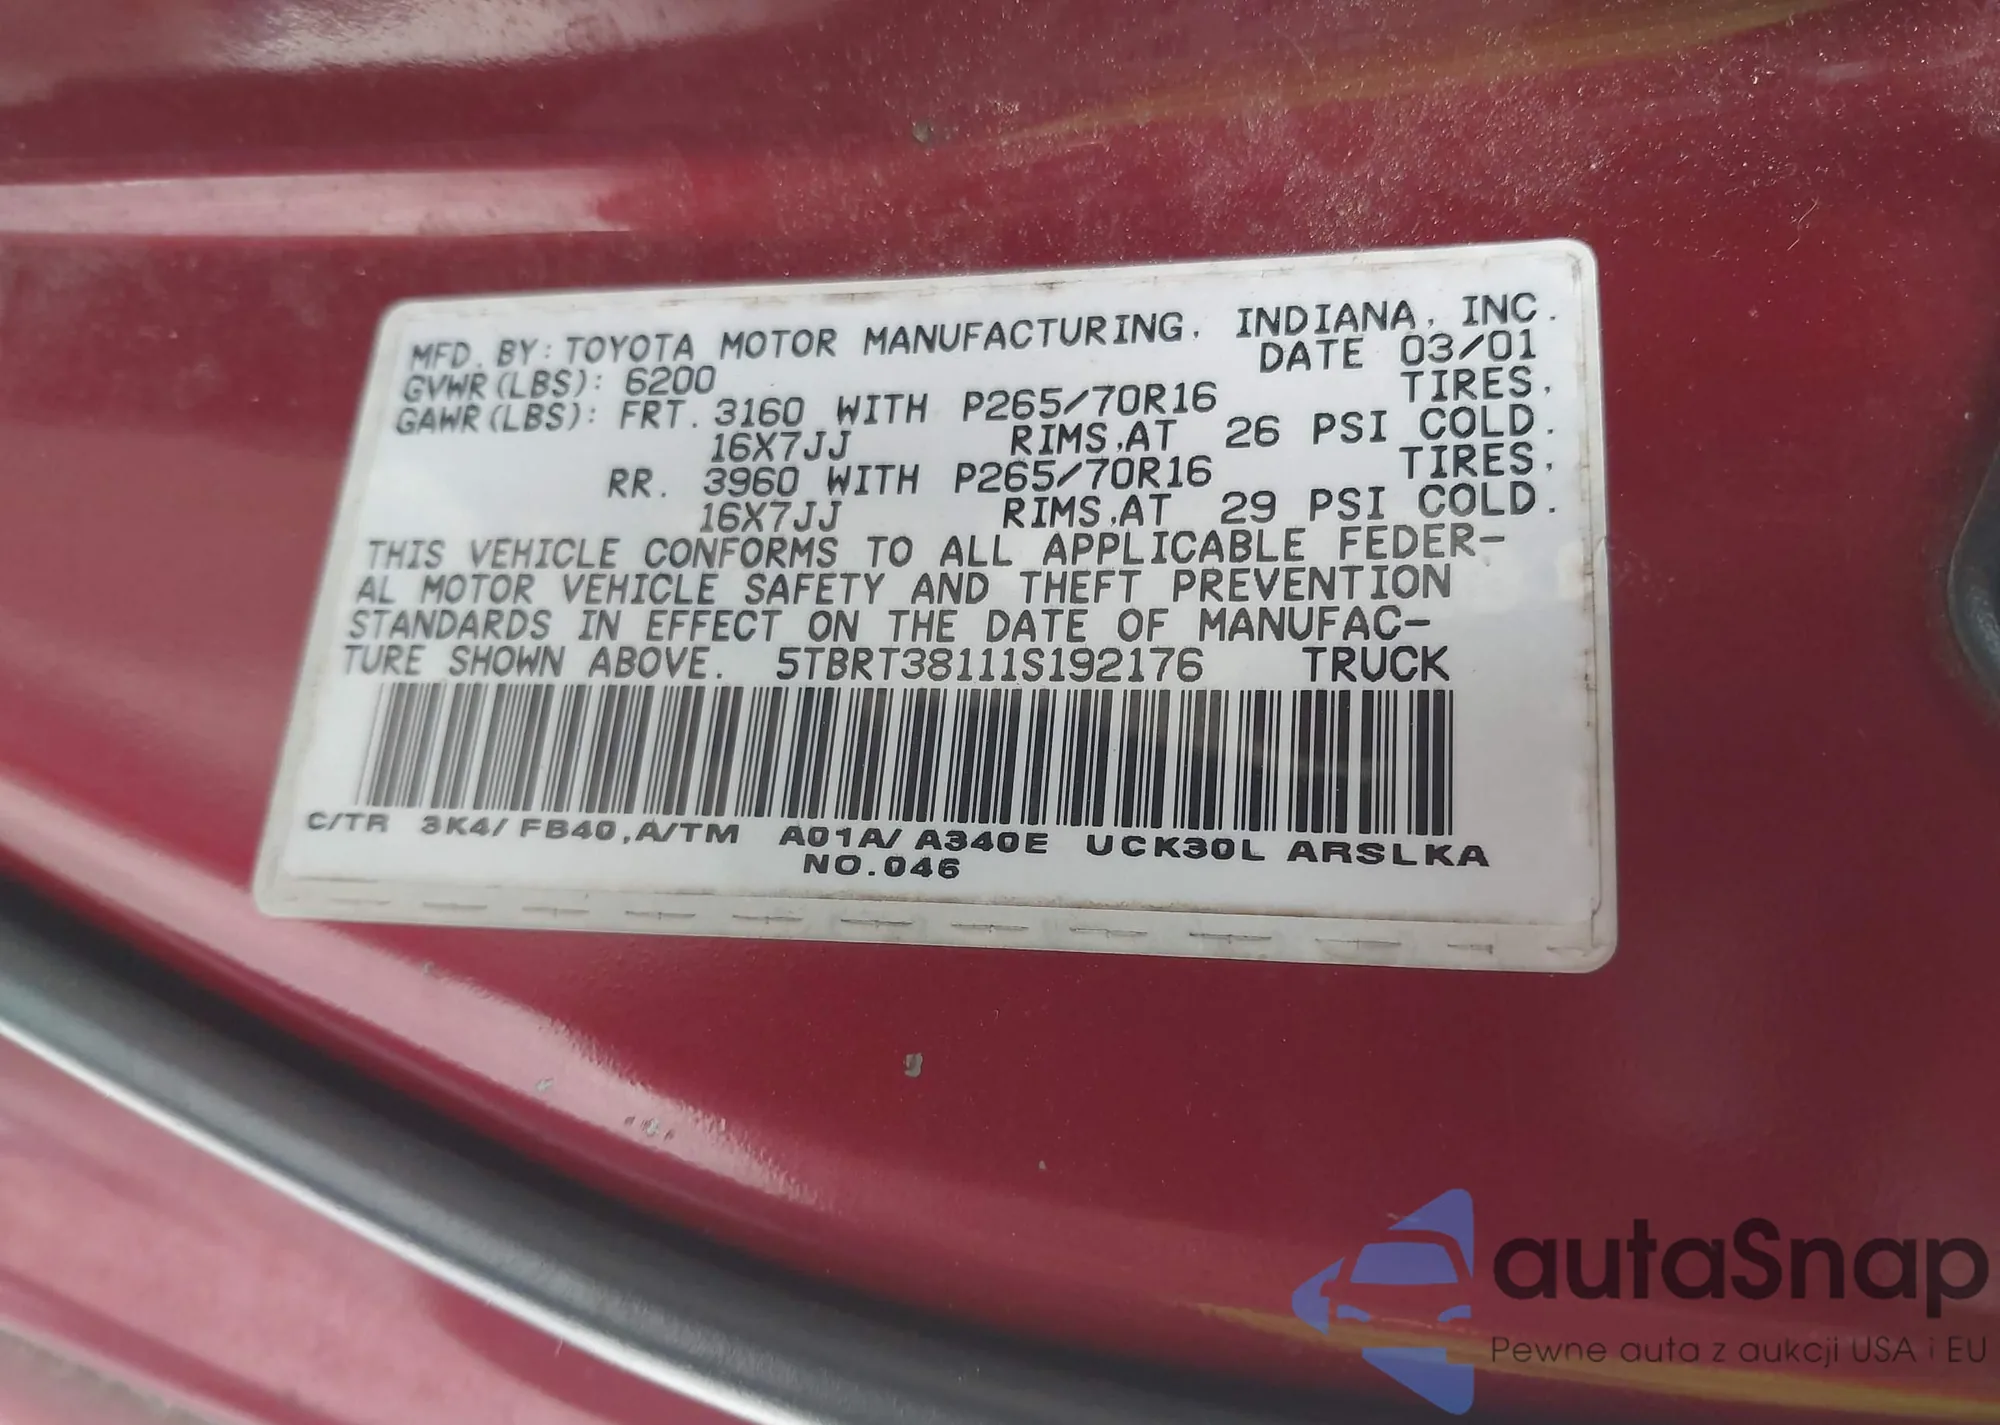 MFD. BY: TOYOTA MOTOR MANUFACTURING, INDIANA, INC.
GVWR(LBS): 6200 DATE 03/01
GAWR(LBS): FRT. 3160 WITH P265/70R16 TIRES,
16X7JJ RIMS,AT 26 PSI COLD.
RR. 3960 WITH P265/70R16 TIRES,
16X7JJ RIMS,AT 29 PSI COLD.
THIS VEHICLE CONFORMS TO ALL APPLICABLE FEDER-
AL MOTOR VEHICLE SAFETY AND THEFT PREVENTION
STANDARDS IN EFFECT ON THE DATE OF MANUFAC-
TURE SHOWN ABOVE. 5TBRT38111S192176 TRUCK
C/TR 3K4/FB40,A/TM A01A/A340E UCK30L ARSLKA
NO.046
autaSnap
Pewne auta z aukcji USA i EU